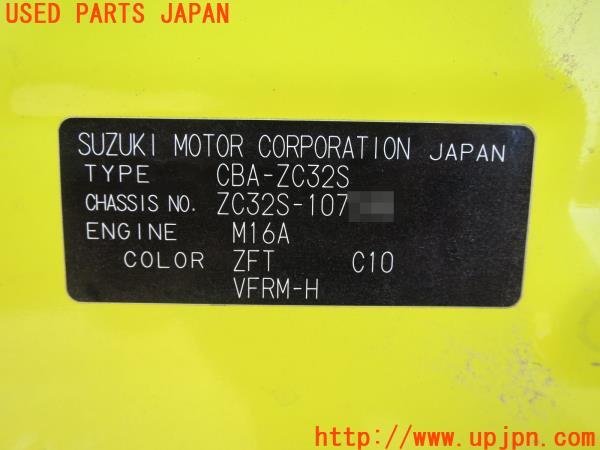 USED PARTS JAPAN
SUZUKI MOTOR CORPORATION JAPAN
TYPE CBA-ZC32S
CHASSIS NO. ZC32S-107
ENGINE M16A
COLOR ZFT C10
VFRM-H
http://www.upjpn.com/